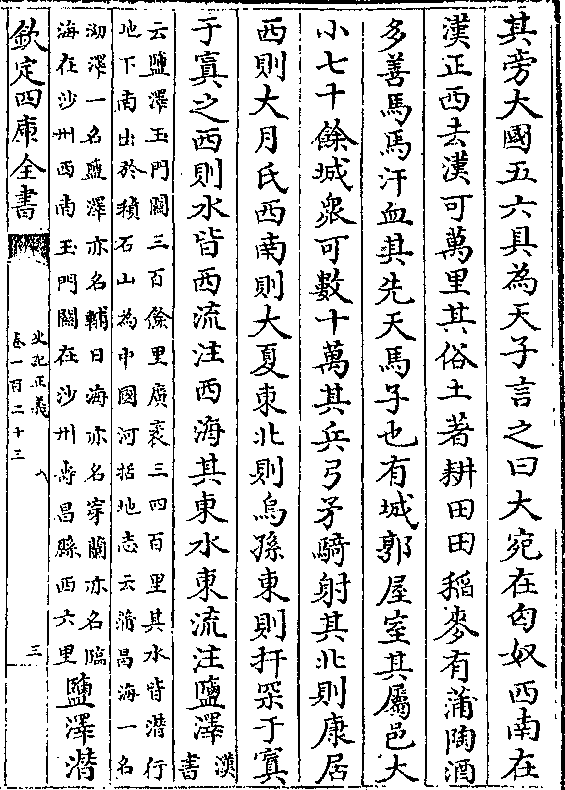 其旁大國五六具為天子言之曰大宛在匈奴西南在
漢正西去漢可萬里其俗土著耕田田稻麥有蒲陶酒
多善馬馬汗血其先天馬子也有城郭屋室其屬邑大
小七十餘城衆可數十萬其兵弓矛騎射其北則康居
西則大月氏西南則大夏東北則烏孫東則扜罙于窴
于窴之西則水皆西流注西海其東水東流注鹽澤
漢書
云鹽澤玉門關三百餘里廣袤三四百里其水皆潛行
地下南出於積石山為中國河括地志云蒲昌海一名
泑澤一名鹽澤亦名輔日海亦名穿蘭亦名臨
海在沙州西南玉門關在沙州壽昌縣西六里
鹽澤潛
欽定四庫全書
史記正義
卷一百二十三
三